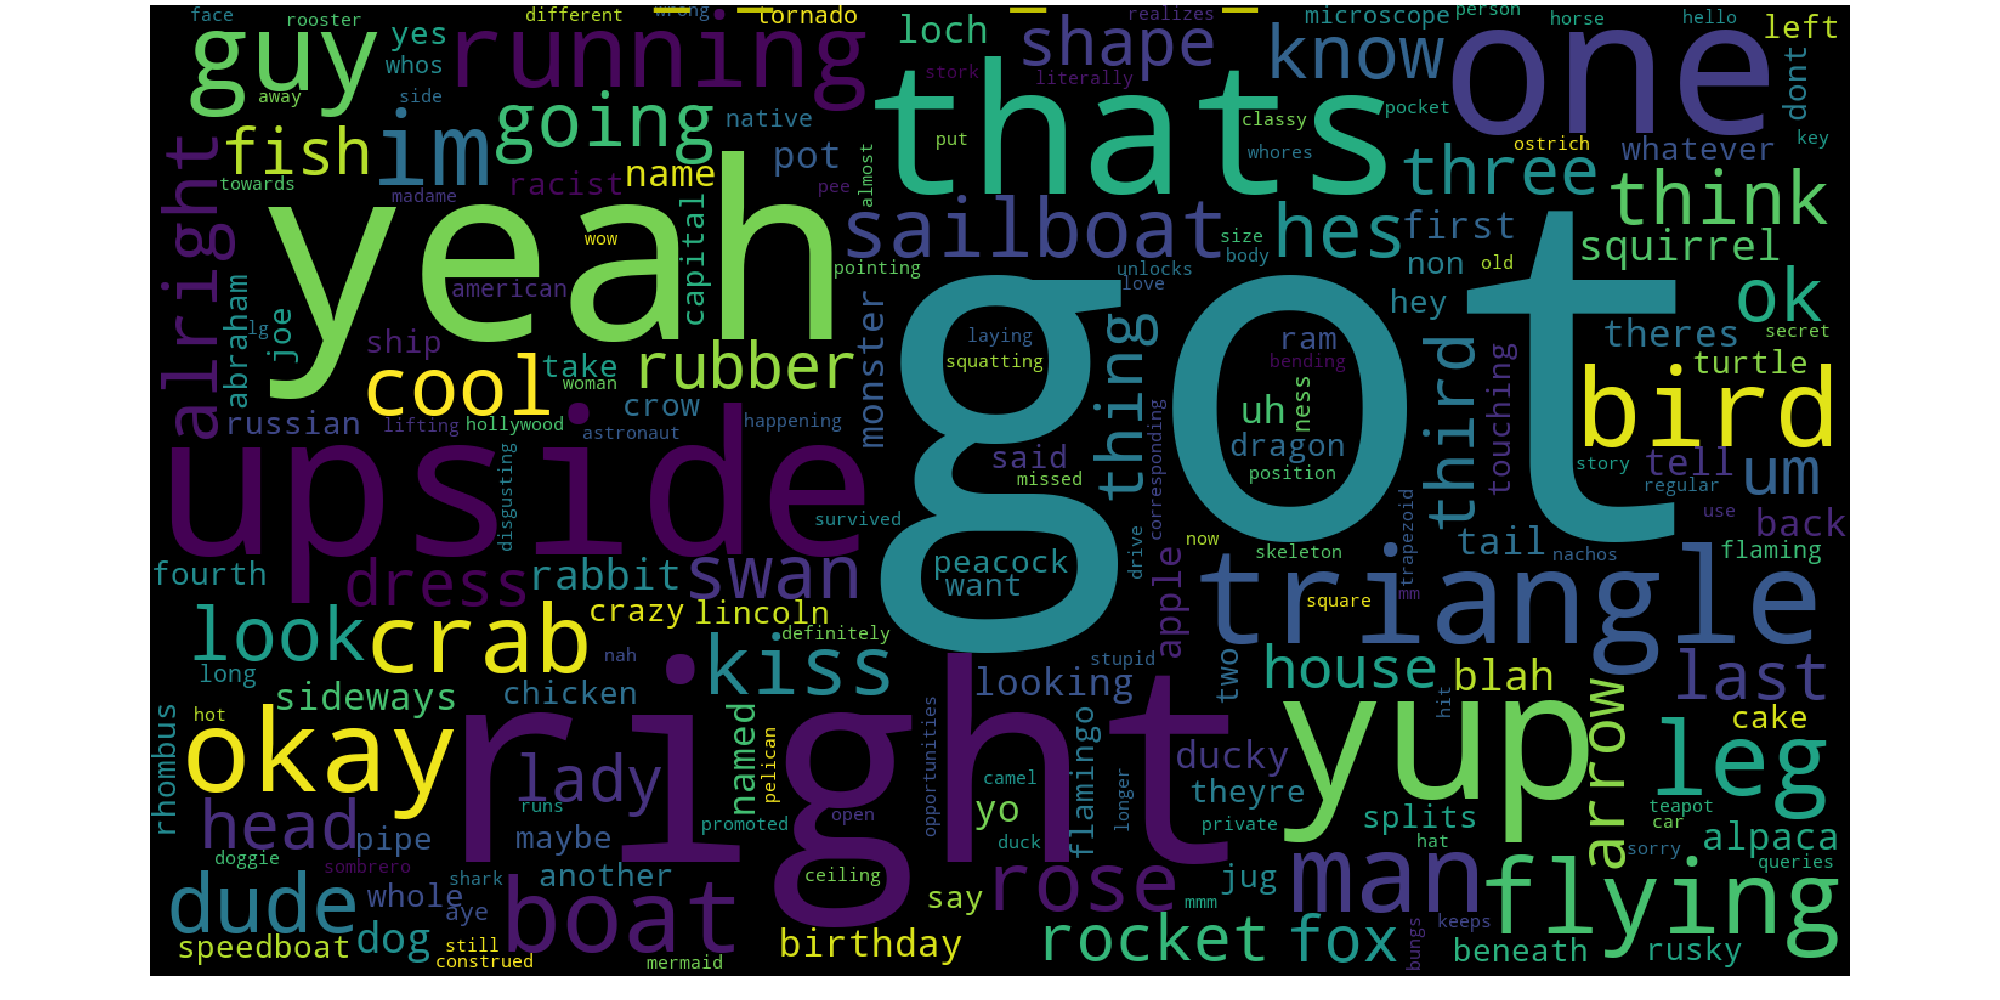 face
rooster
different
wrong
tornado
realizes
microscope
person
horse
hello
left
guy
yes
running
loch
shape
know
one
whos
stork
literally
dont
away
side
going
native
thats
pocket
classy
key
alright
fish
im
pot
put
whores
three
ostrich
whatever
towards
madame
racist
name
pee
almost
think
yeah
wow
capital
sailboat
size
hes
first
squirrel
pointing
body
non
old
american
unlocks
love
got
hey
ok
abraham
lg
joe
ship
take
rubber
monster
laying
squatting
thing
ram
bending
third
theres
secret
turtle
cool
woman
russian
lifting
hollywood
crow
astronaut
happening
uh
ness
dragon
touching
bird
upside
disgusting
said
missed
corresponding
position
story
tell
regular
um
survived
use
back
fourth
dress
rabbit
swan
peacock
want
drive
now
skeleton
trapezoid
mm
tail
nachos
flaming
look
crab
crazy
lincoln
definitely
apple
square
triangle
long
nah
kiss
looking
stupid
two
house
blah
last
sideways
chicken
right
rhombus
hot
okay
lady
named
pelican
opportunities
camel
flamingo
longer
ducky
hit
yup
arrow
cake
leg
runs
theyre
teapot
head
pipe
maybe
promoted
open
yo
duck
private
splits
car
alpaca
doggie
sombrero
ceiling
hat
sorry
queries
dude
whole
shark
another
say
rose
jug
man
flying
aye
boat
mmm
keeps
speedboat
dog
still
construed
mermaid
birthday
rocket
fox
bungs
beneath
rusky